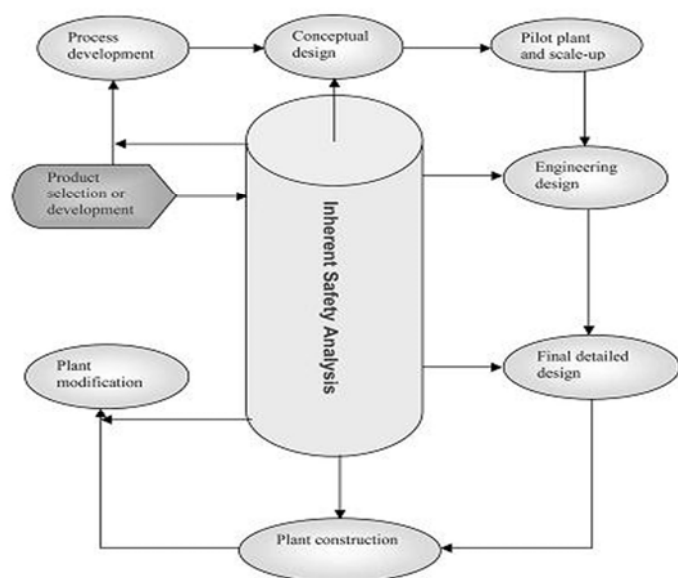 Process
development
Conceptual
design
Pilot plant
and scale-up
Product
selection or
development
Inherent Safety Analysis
Engineering
design
Plant
modification
Final detailed
design
Plant construction